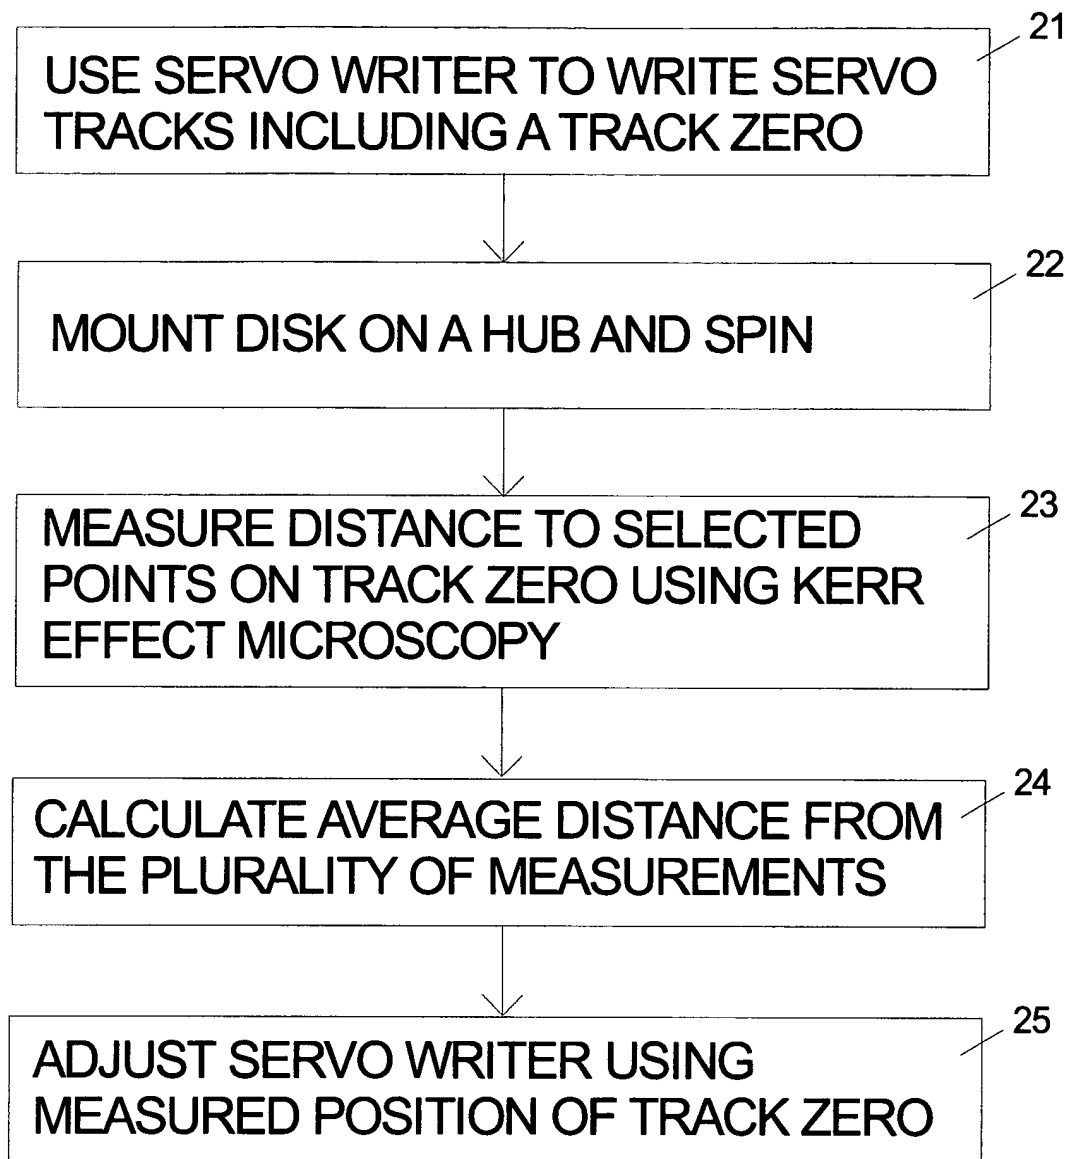 21
USE SERVO WRITER TO WRITE SERVO
TRACKS INCLUDING A TRACK ZERO
22
MOUNT DISK ON A HUB AND SPIN
23
MEASURE DISTANCE TO SELECTED
POINTS ON TRACK ZERO USING KERR
EFFECT MICROSCOPY
24
CALCULATE AVERAGE DISTANCE FROM
THE PLURALITY OF MEASUREMENTS
25
ADJUST SERVO WRITER USING
MEASURED POSITION OF TRACK ZERO